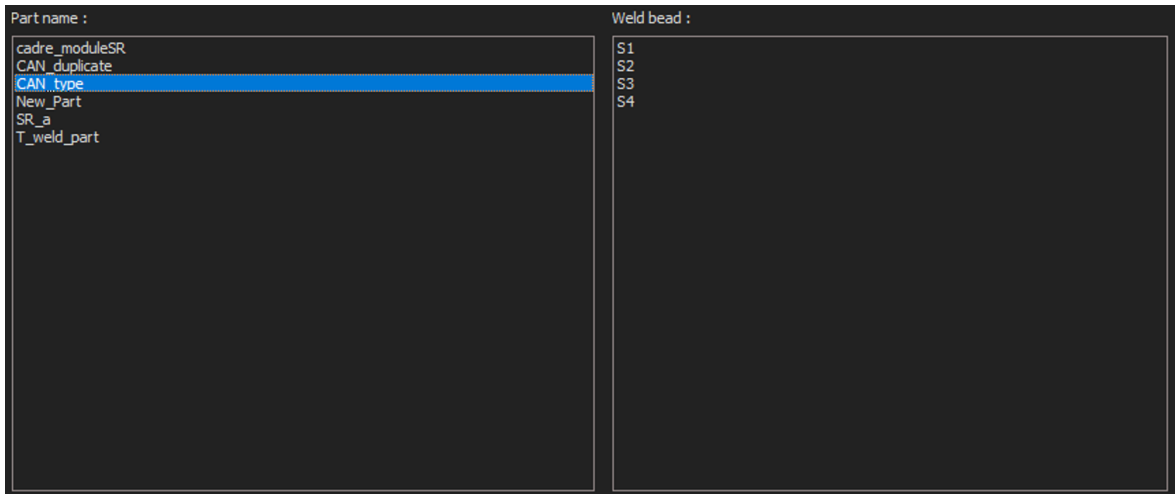 Part name :
cadre_moduleSR
CAN_duplicate
CAN_type
New_Part
SR_a
T_weld_part
Weld bead :
S1
S2
S3
S4